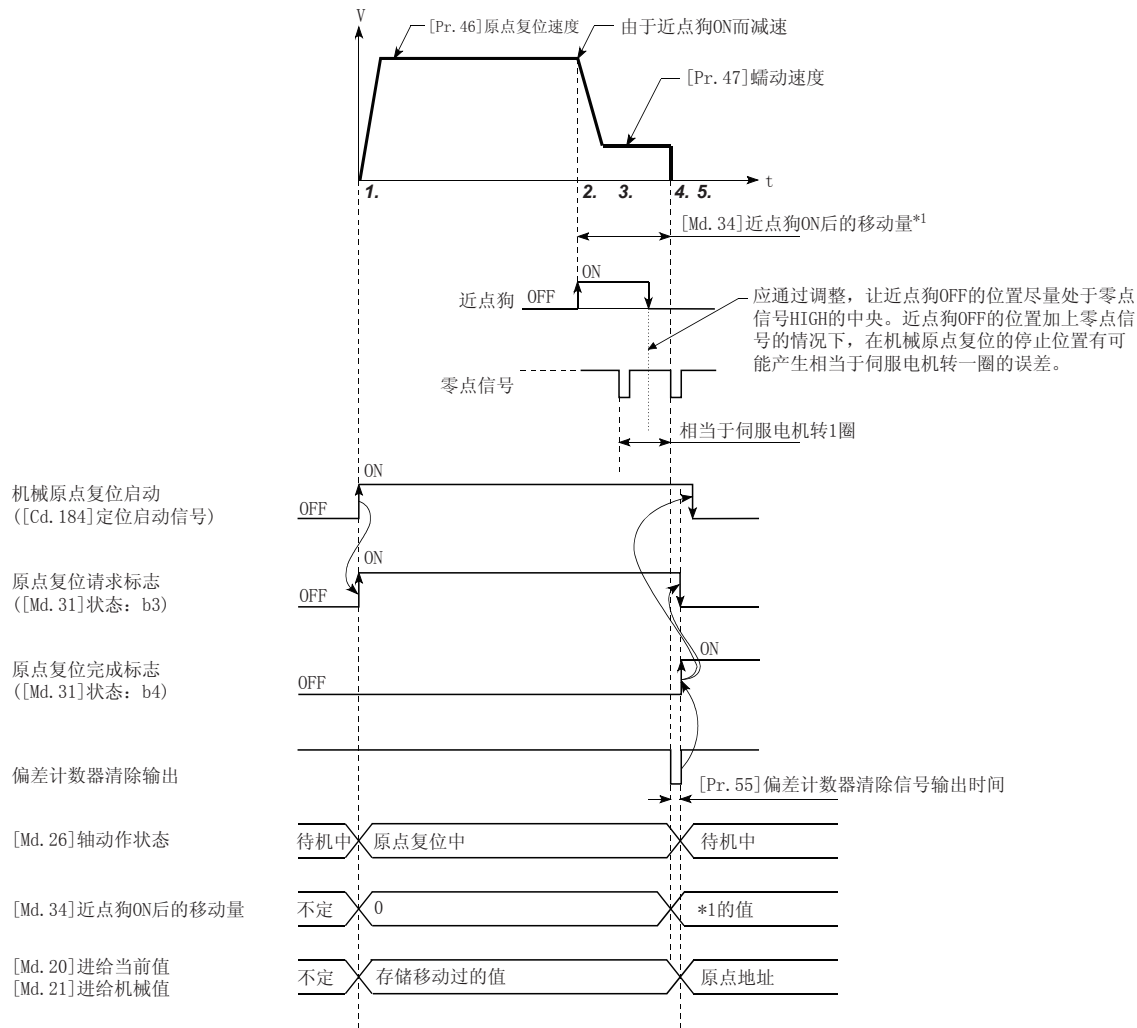 V
[Pr.46]原点复位速度
由于近点狗ON而减速
[Pr.47]蠕动速度
t
1.
2.
3.
4.
5.
[Md.34]近点狗ON后的移动量*1
ON
近点狗
OFF
应通过调整，让近点狗OFF的位置尽量处于零点
信号HIGH的中央。近点狗OFF的位置加上零点信
号的情况下，在机械原点复位的停止位置有可
能产生相当于伺服电机转一圈的误差。
零点信号
相当于伺服电机转1圈
ON
机械原点复位启动
([Cd.184]定位启动信号)
OFF
ON
原点复位请求标志
([Md.31]状态：b3)
OFF
ON
原点复位完成标志
([Md.31]状态：b4)
OFF
偏差计数器清除输出
[Pr.55]偏差计数器清除信号输出时间
[Md.26]轴动作状态
待机中
原点复位中
待机中
[Md.34]近点狗ON后的移动量
不定
0
*1的值
[Md.20]进给当前值
[Md.21]进给机械值
不定
存储移动过的值
原点地址